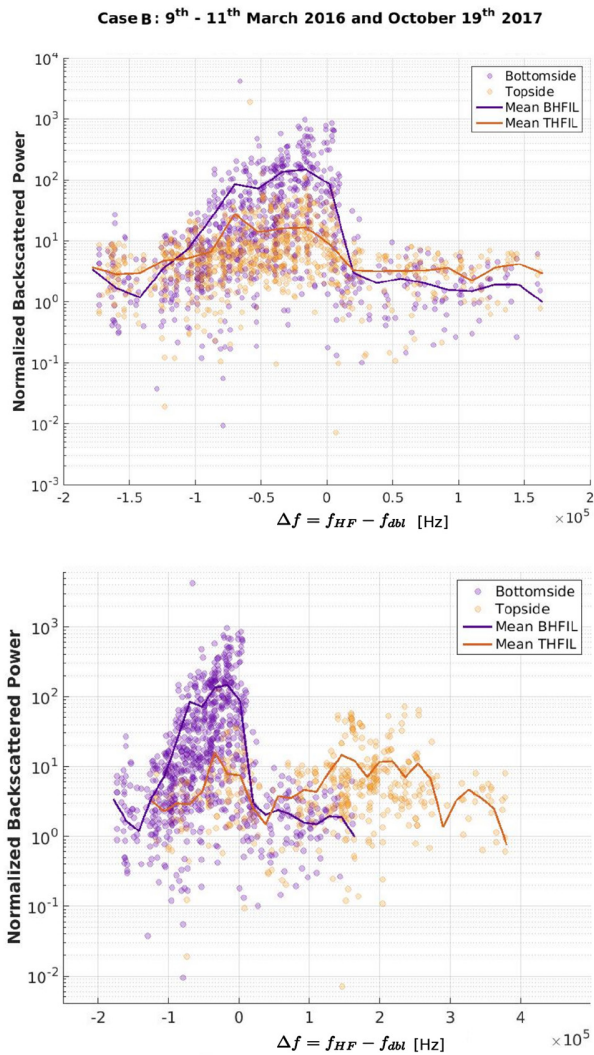 Case B: 9th - 11th March 2016 and October 19th 2017
Normalized Backscattered Power
10^4
10^3
10^2
10^1
10^0
10^-1
10^-2
10^-3
Bottomside
Topside
Mean BHFIL
Mean THFIL
-2 -1.5 -1 -0.5 0 0.5 1 1.5 2
×10^5
Δf = f_HF − f_dbl [Hz]
Normalized Backscattered Power
10^3
10^2
10^1
10^0
10^-1
10^-2
Bottomside
Topside
Mean BHFIL
Mean THFIL
-2 -1 0 1 2 3 4
×10^5
Δf = f_HF − f_dbl [Hz]